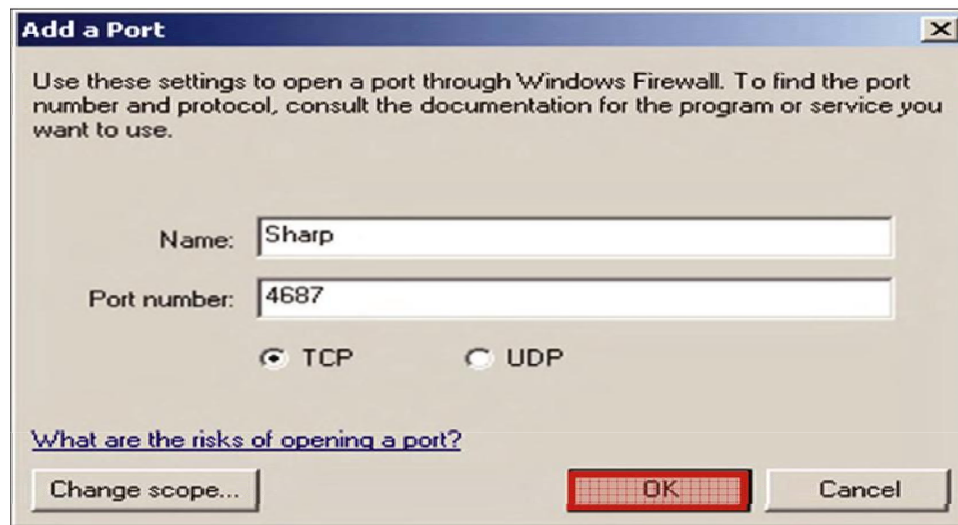 Add a Port
Use these settings to open a port through Windows Firewall. To find the port
number and protocol, consult the documentation for the program or service you
want to use.
Name: Sharp
Port number: 4687
TCP UDP
What are the risks of opening a port?
Change scope... OK Cancel